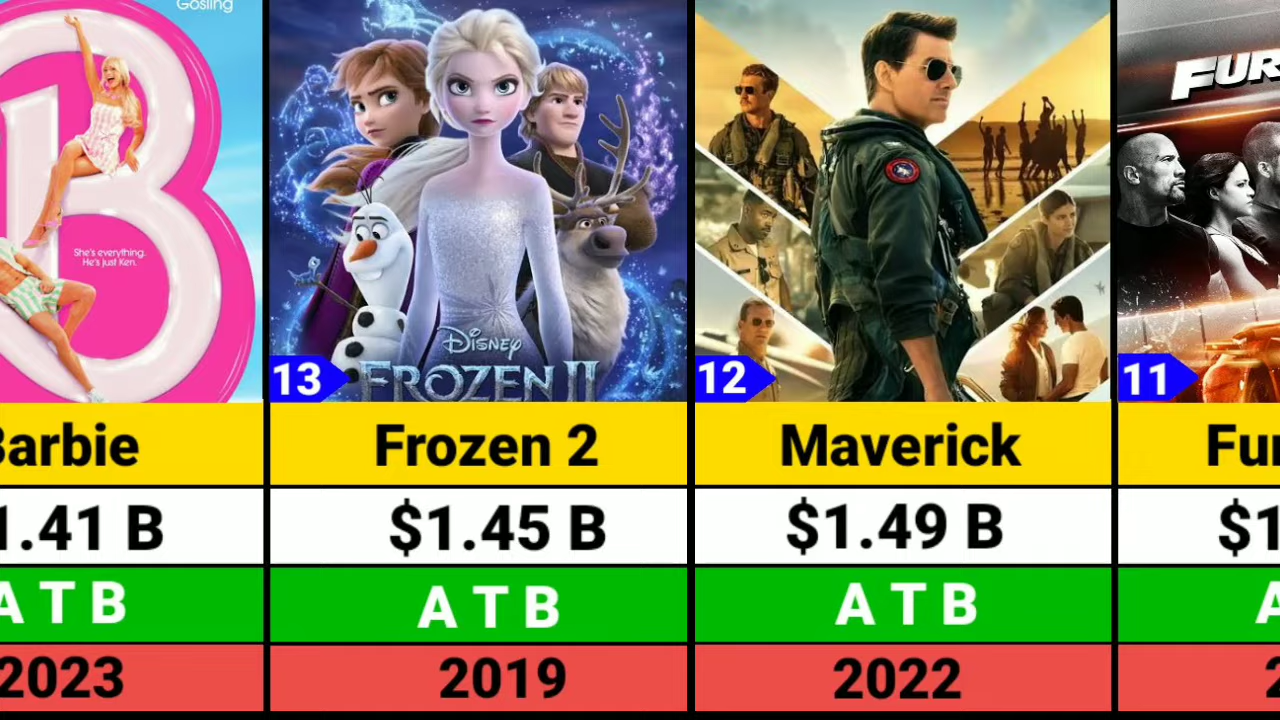 Gosling
She's everything.
He's just Ken.
Barbie
1.41 B
A T B
2023
Disney
FROZEN II
13
Frozen 2
$1.45 B
A T B
2019
12
Maverick
$1.49 B
A T B
2022
FUR
11
Fur
$1
A
2